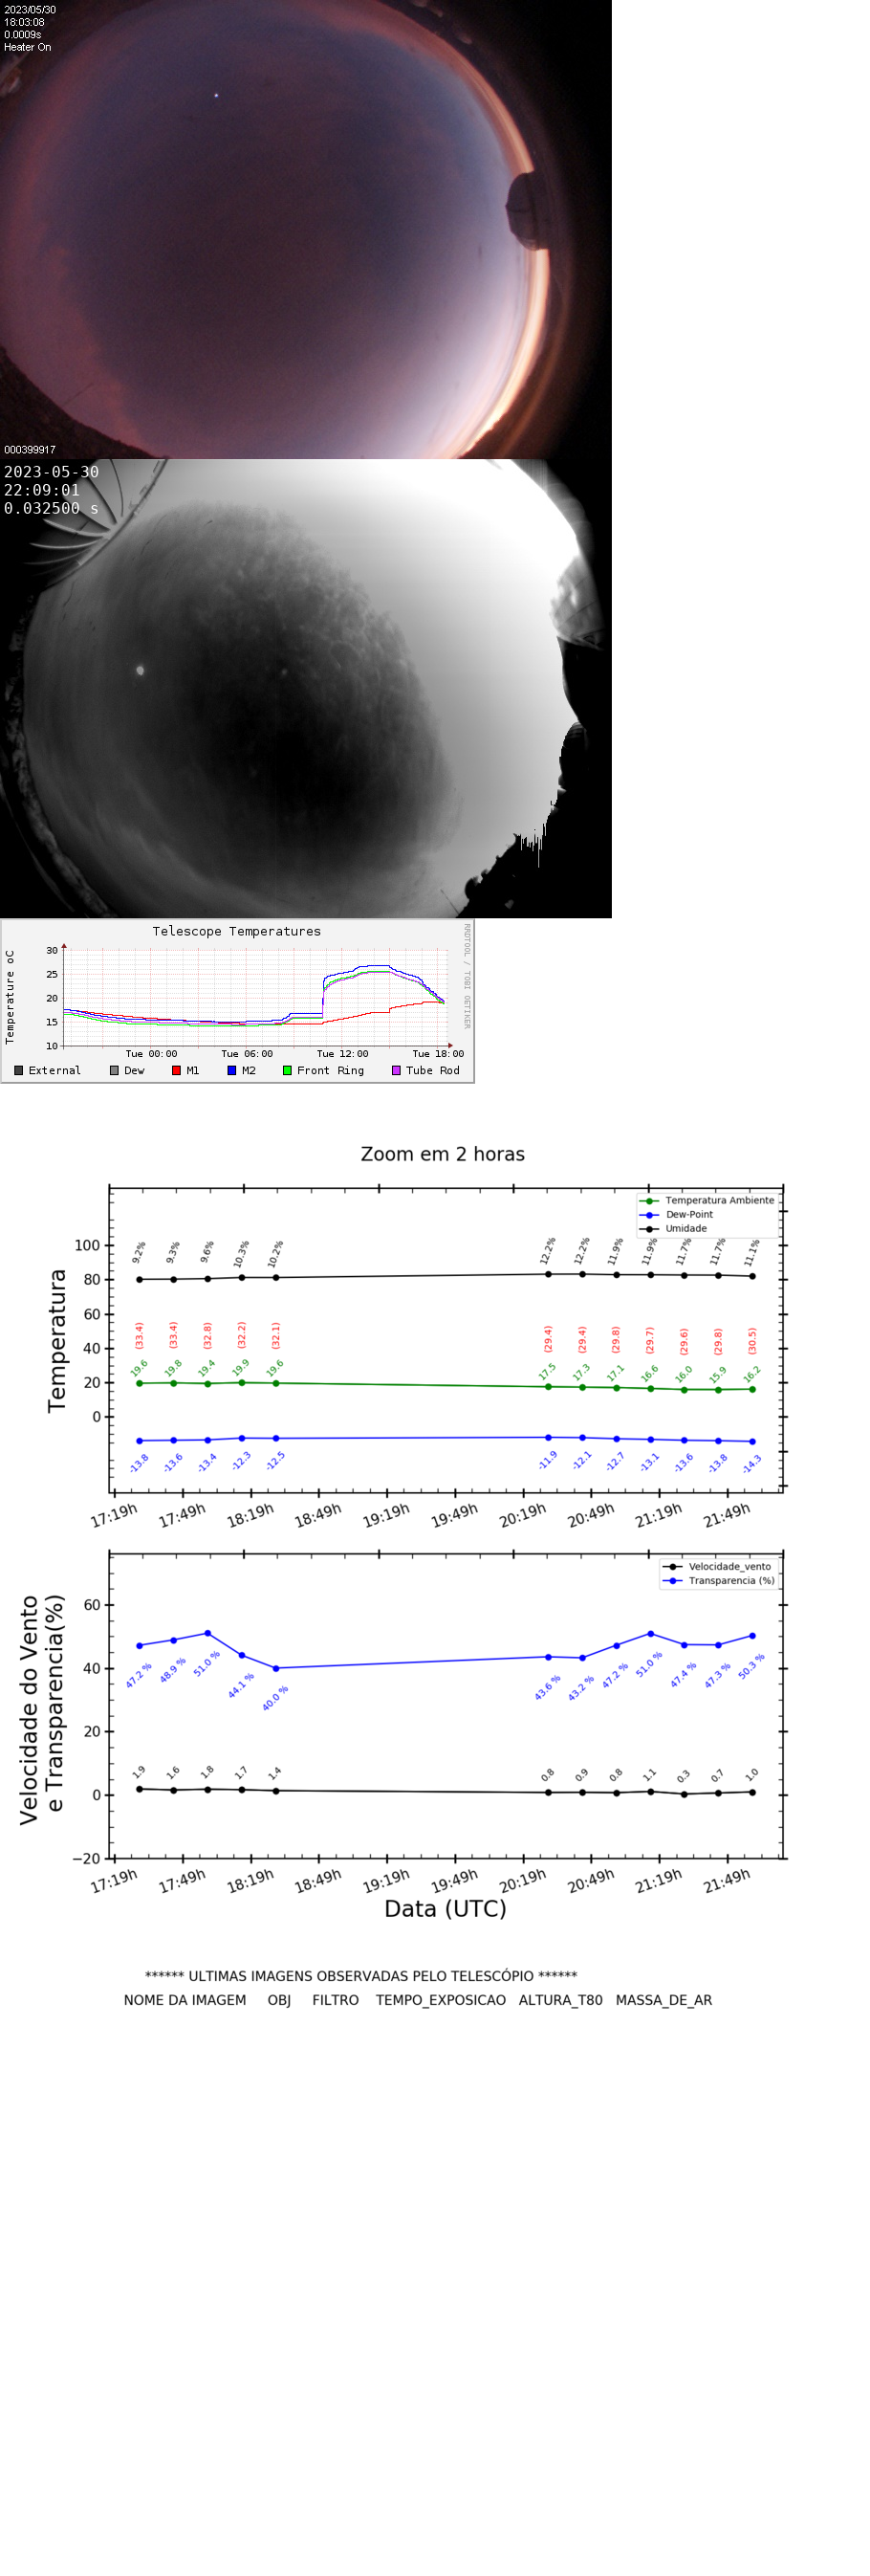 2023/05/30
18:03:08
0.0009s
Heater On
000399917
2023-05-30
22:09:01
0.032500 s
Telescope Temperatures
RRDTOOL / TOBI OETIKER
Temperature oC
30
25
20
15
10
Tue 00:00 Tue 06:00 Tue 12:00 Tue 18:00
External Dew M1 M2 Front Ring Tube Rod
Zoom em 2 horas
Temperatura Ambiente
Dew-Point
Umidade
Temperatura
100
80
60
40
20
0
9.2% 9.3% 9.6% 10.3% 10.2% 12.2% 12.2% 11.9% 11.9% 11.7% 11.7% 11.1%
(33.4) (33.4) (32.8) (32.2) (32.1) (29.4) (29.4) (29.8) (29.7) (29.6) (29.8) (30.5)
19.6 19.8 19.4 19.9 19.6 17.5 17.3 17.1 16.6 16.0 15.9 16.2
-13.8 -13.6 -13.4 -12.3 -12.5 -11.9 -12.1 -12.7 -13.1 -13.6 -13.8 -14.3
17:19h 17:49h 18:19h 18:49h 19:19h 19:49h 20:19h 20:49h 21:19h 21:49h
Velocidade_vento
Transparencia (%)
Velocidade do Vento
e Transparencia(%)
60
40
20
0
−20
47.2 % 48.9 % 51.0 % 44.1 % 40.0 % 43.6 % 43.2 % 47.2 % 51.0 % 47.4 % 47.3 % 50.3 %
1.9 1.6 1.8 1.7 1.4 0.8 0.9 0.8 1.1 0.3 0.7 1.0
17:19h 17:49h 18:19h 18:49h 19:19h 19:49h 20:19h 20:49h 21:19h 21:49h
Data (UTC)
****** ULTIMAS IMAGENS OBSERVADAS PELO TELESCÓPIO ******
NOME DA IMAGEM OBJ FILTRO TEMPO_EXPOSICAO ALTURA_T80 MASSA_DE_AR